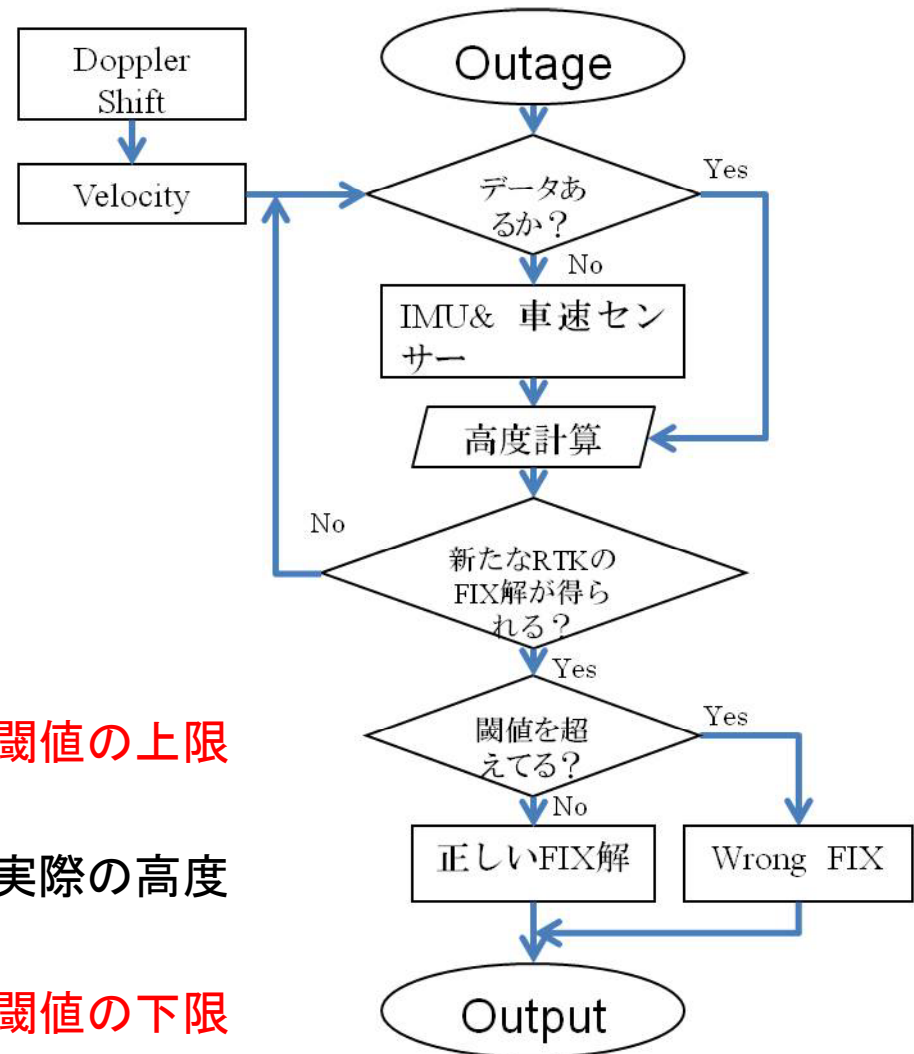 Doppler
Shift
Velocity
Outage
データあ
るか？
Yes
No
IMU& 車速セン
サー
高度計算
No
新たなRTKの
FIX解が得ら
れる？
Yes
閾値を超
えてる？
Yes
No
正しいFIX解
Wrong FIX
Output
閾値の上限
実際の高度
閾値の下限